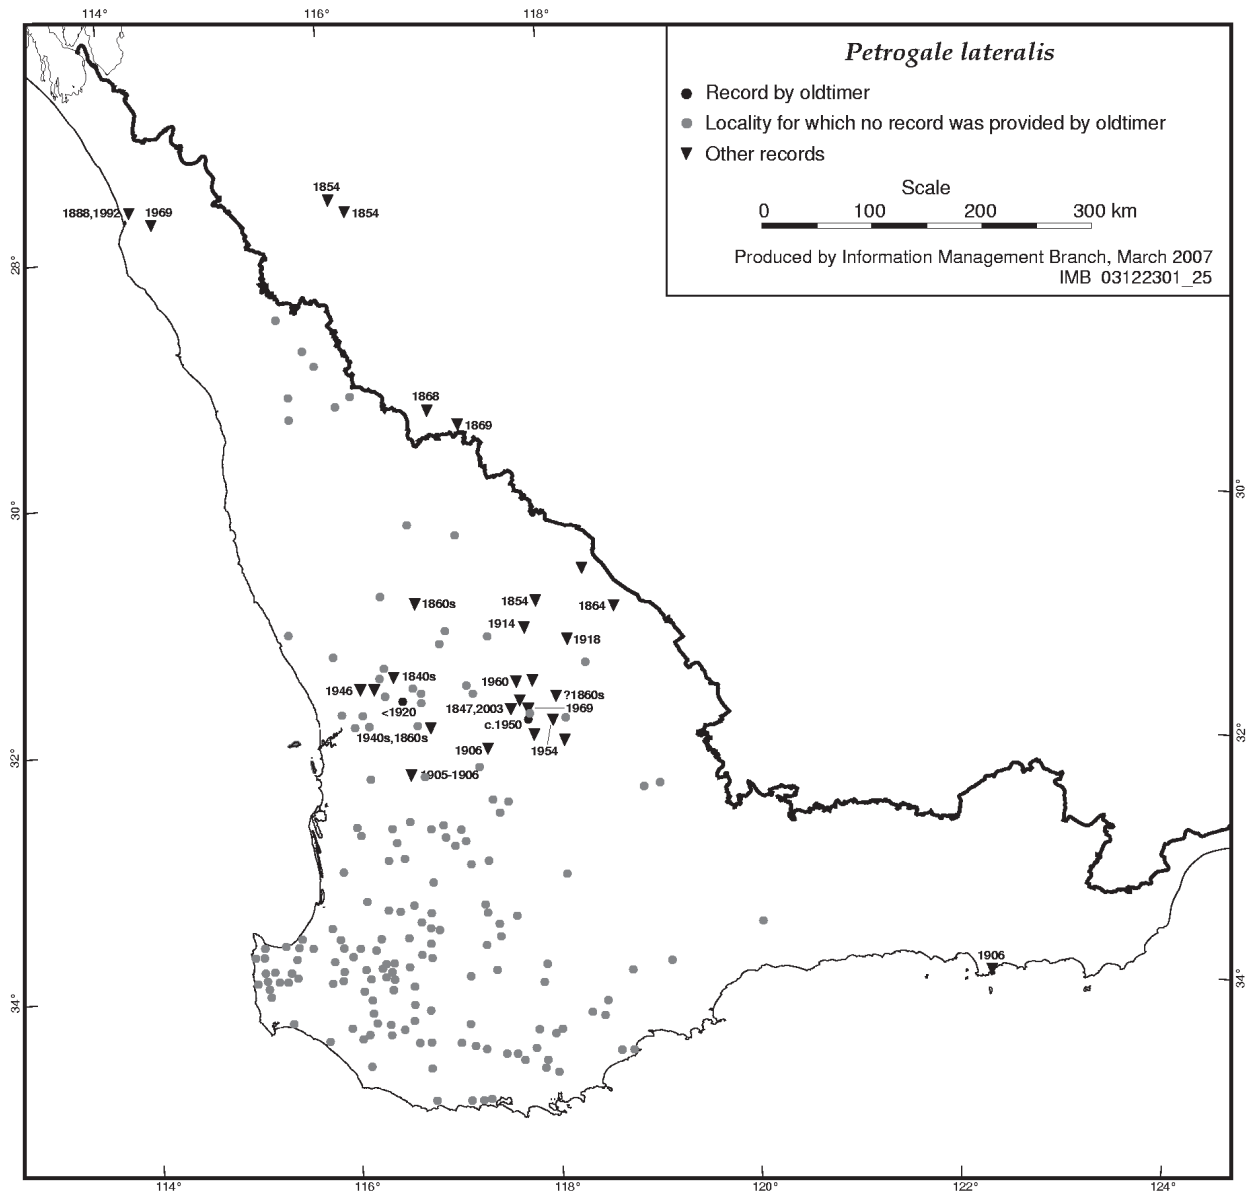 114° 116° 118°
Petrogale lateralis
Record by oldtimer
Locality for which no record was provided by oldtimer
Other records
Scale
0 100 200 300 km
Produced by Information Management Branch, March 2007
IMB 03122301_25
1854
1854
1888,1992 1969
28°
1868
1869
30° 30°
1860s 1854 1864
1914
1918
1840s
1946 1960
?1860s
<1920 1847,2003 1969
c.1950
1940s,1860s
1906 1954
32° 32°
1905-1906
1906
34° 34°
114° 116° 118° 120° 122° 124°